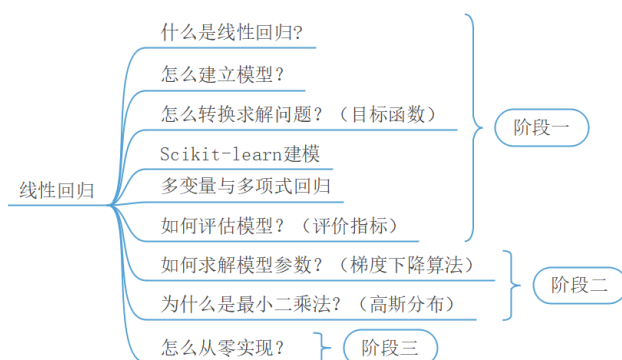 什么是线性回归?
怎么建立模型？
怎么转换求解问题？（目标函数）
阶段一
Scikit-learn建模
线性回归
多变量与多项式回归
如何评估模型？（评价指标）
如何求解模型参数？（梯度下降算法）
阶段二
为什么是最小二乘法？（高斯分布）
怎么从零实现？
阶段三